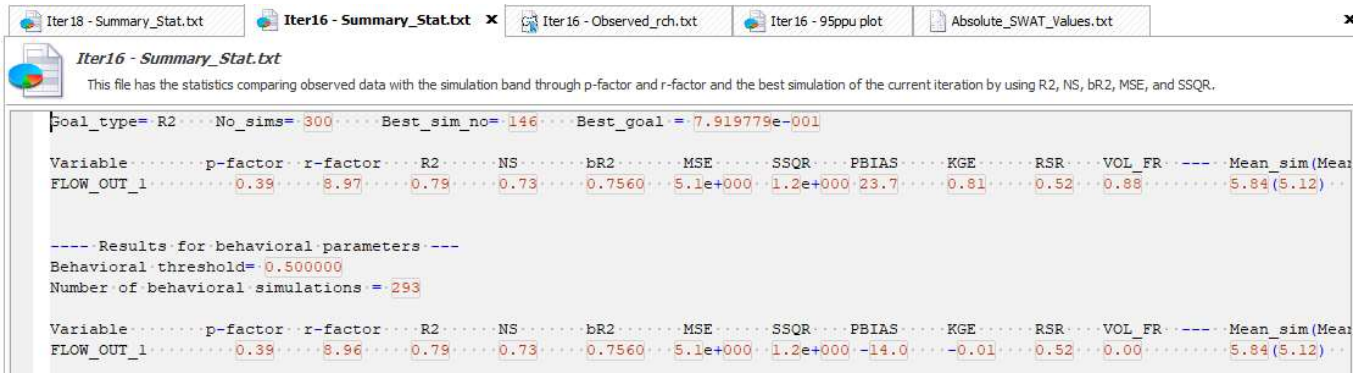 Iter18 - Summary_Stat.txt Iter16 - Summary_Stat.txt Iter16 - Observed_rch.txt Iter16 - 95ppu plot Absolute_SWAT_Values.txt
Iter16 - Summary_Stat.txt
This file has the statistics comparing observed data with the simulation band through p-factor and r-factor and the best simulation of the current iteration by using R2, NS, bR2, MSE, and SSQR.
Goal_type= R2 No_sims= 300 Best_sim_no= 146 Best_goal = 7.919779e-001
Variable p-factor r-factor R2 NS bR2 MSE SSQR PBIAS KGE RSR VOL_FR --- Mean_sim(Mean
FLOW_OUT_1 0.39 8.97 0.79 0.73 0.7560 5.1e+000 1.2e+000 23.7 0.81 0.52 0.88 5.84(5.12)
---- Results for behavioral parameters ---
Behavioral threshold= 0.500000
Number of behavioral simulations = 293
Variable p-factor r-factor R2 NS bR2 MSE SSQR PBIAS KGE RSR VOL_FR --- Mean_sim(Mean
FLOW_OUT_1 0.39 8.96 0.79 0.73 0.7560 5.1e+000 1.2e+000 -14.0 -0.01 0.52 0.00 5.84(5.12)